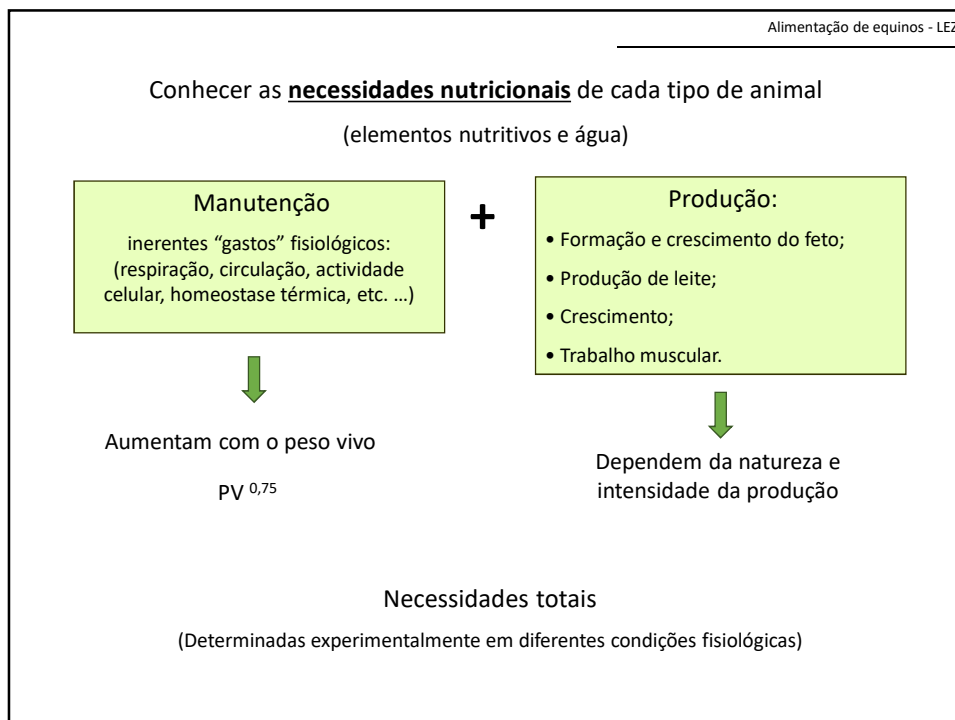 Alimentação de equinos - LEZ
Conhecer as necessidades nutricionais de cada tipo de animal
(elementos nutritivos e água)
Manutenção
inerentes “gastos” fisiológicos:
(respiração, circulação, actividade
celular, homeostase térmica, etc. …)
+
Produção:
• Formação e crescimento do feto;
• Produção de leite;
• Crescimento;
• Trabalho muscular.
Aumentam com o peso vivo
PV 0,75
Dependem da natureza e
intensidade da produção
Necessidades totais
(Determinadas experimentalmente em diferentes condições fisiológicas)